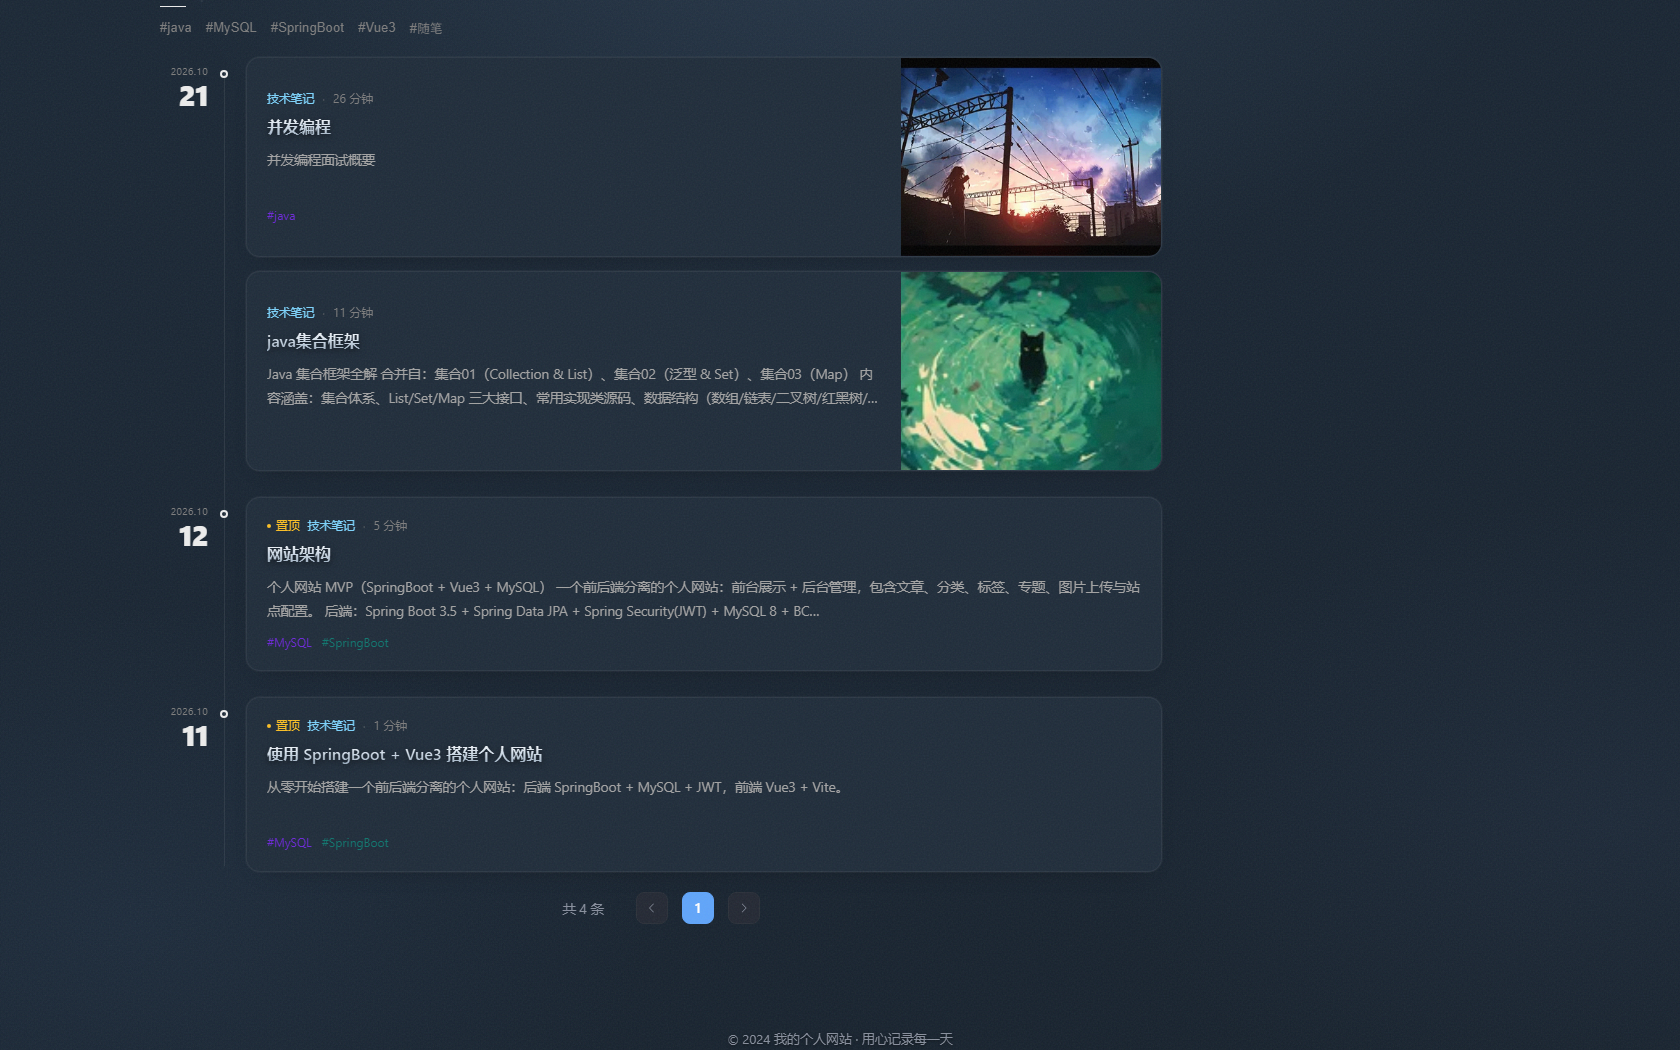 #java #MySQL #SpringBoot #Vue3 #随笔
2026.10
21
技术笔记 · 26 分钟
并发编程
并发编程面试概要
#java
技术笔记 · 11 分钟
java集合框架
Java 集合框架全解 合并自：集合01（Collection & List）、集合02（泛型 & Set）、集合03（Map） 内
容涵盖：集合体系、List/Set/Map 三大接口、常用实现类源码、数据结构（数组/链表/二叉树/红黑树/...
2026.10
12
• 置顶 技术笔记 · 5 分钟
网站架构
个人网站 MVP（SpringBoot + Vue3 + MySQL） 一个前后端分离的个人网站：前台展示 + 后台管理，包含文章、分类、标签、专题、图片上传与站
点配置。 后端：Spring Boot 3.5 + Spring Data JPA + Spring Security(JWT) + MySQL 8 + BC...
#MySQL #SpringBoot
2026.10
11
• 置顶 技术笔记 · 1 分钟
使用 SpringBoot + Vue3 搭建个人网站
从零开始搭建一个前后端分离的个人网站：后端 SpringBoot + MySQL + JWT，前端 Vue3 + Vite。
#MySQL #SpringBoot
共 4 条 < 1 >
© 2024 我的个人网站 · 用心记录每一天